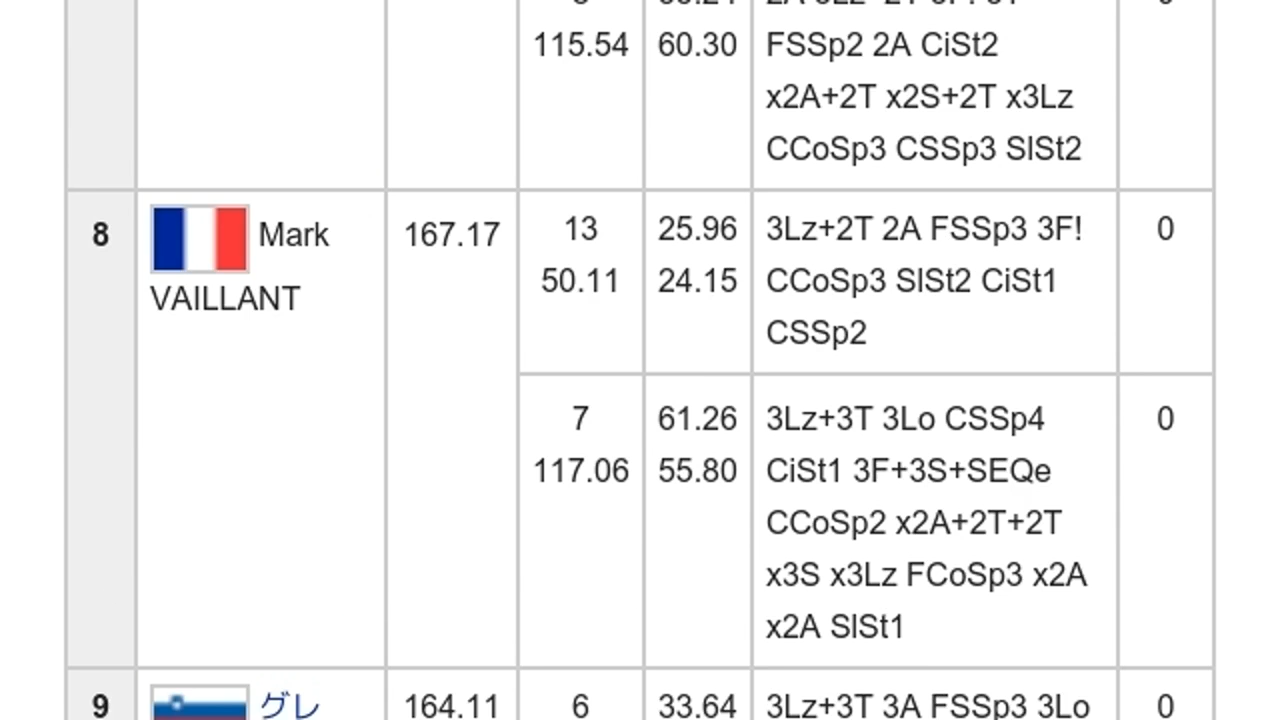 115.54 60.30 FSSp2 2A CiSt2
x2A+2T x2S+2T x3Lz
CCoSp3 CSSp3 SlSt2
8 Mark VAILLANT 167.17
13 25.96 3Lz+2T 2A FSSp3 3F! 0
50.11 24.15 CCoSp3 SlSt2 CiSt1
CSSp2
7 61.26 3Lz+3T 3Lo CSSp4 0
117.06 55.80 CiSt1 3F+3S+SEQe
CCoSp2 x2A+2T+2T
x3S x3Lz FCoSp3 x2A
x2A SlSt1
9 グレ 164.11 6 33.64 3Lz+3T 3A FSSp3 3Lo 0